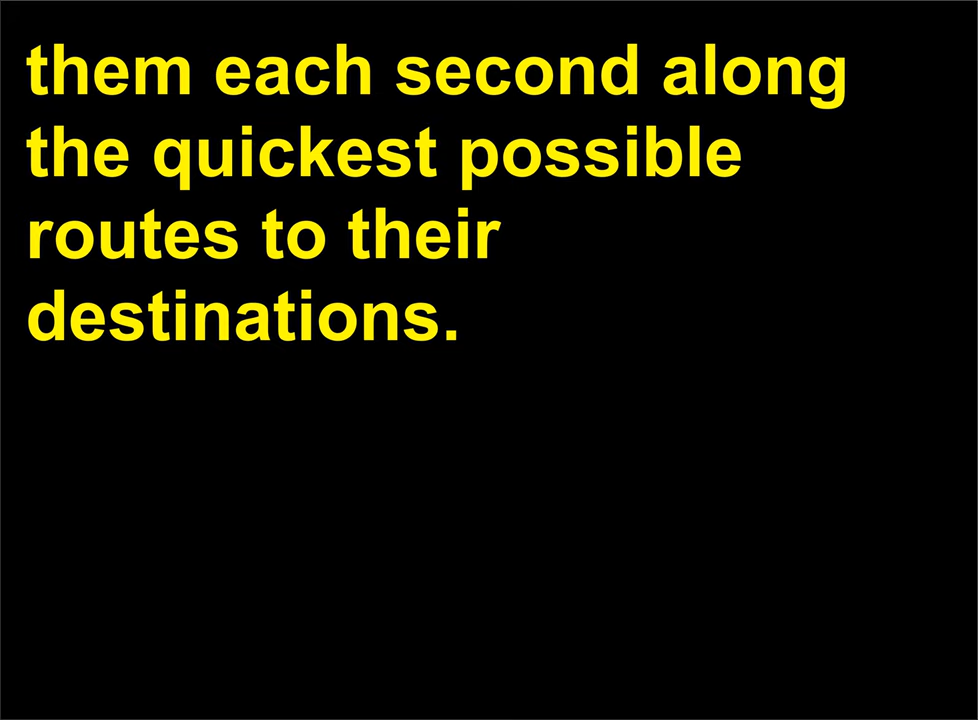 them each second along
the quickest possible
routes to their
destinations.